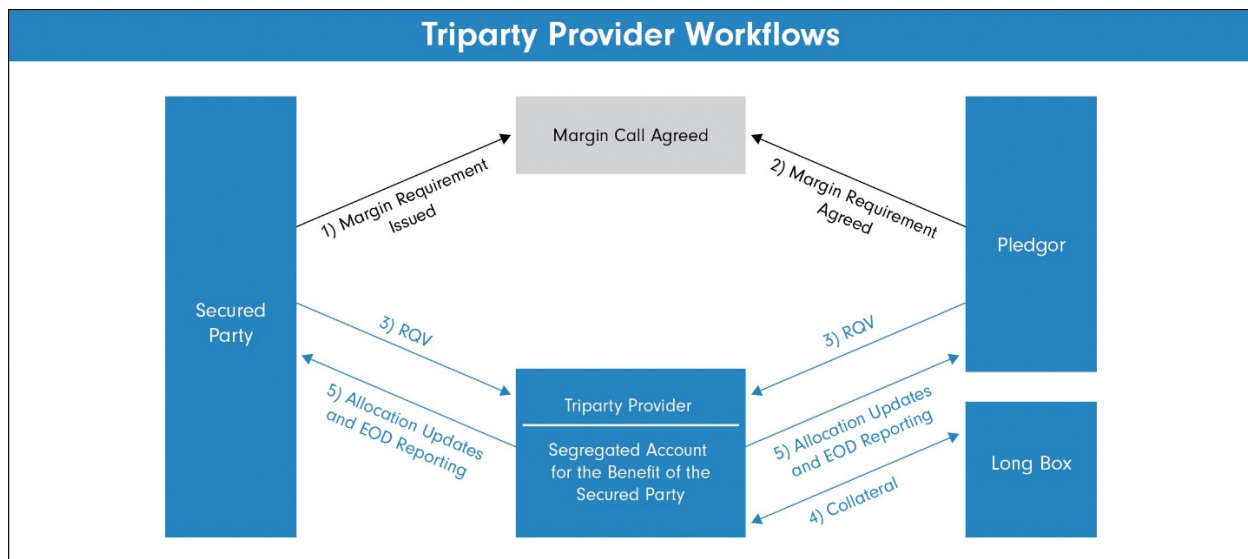 Triparty Provider Workflows
Margin Call Agreed
1) Margin Requirement
Issued
2) Margin Requirement
Agreed
Secured
Party
Pledgor
3) RQV
3) RQV
5) Allocation Updates
and EOD Reporting
Triparty Provider
Segregated Account
for the Benefit of the
Secured Party
5) Allocation Updates
and EOD Reporting
4) Collateral
Long Box